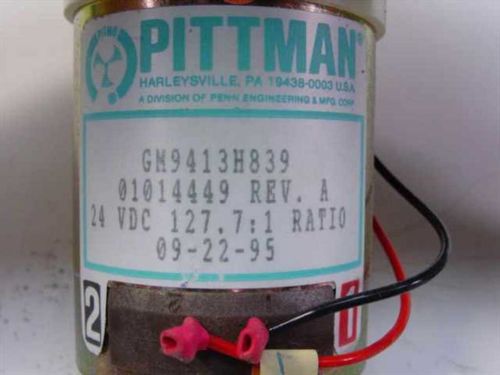 PITTMAN®
HARLEYSVILLE, PA 19438-0003 U.S.A.
A DIVISION OF PENN ENGINEERING & MFG. CORP.
GM9413H839
01014449 REV. A
24 VDC 127.7:1 RATIO
09-22-95
2
1